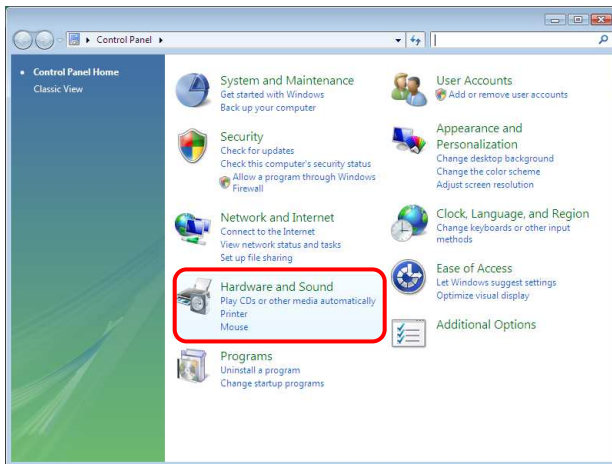 Control Panel
Control Panel Home
Classic View
System and Maintenance
Get started with Windows
Back up your computer
Security
Check for updates
Check this computer's security status
Allow a program through Windows
Firewall
Network and Internet
Connect to the Internet
View network status and tasks
Set up file sharing
Hardware and Sound
Play CDs or other media automatically
Printer
Mouse
Programs
Uninstall a program
Change startup programs
User Accounts
Add or remove user accounts
Appearance and
Personalization
Change desktop background
Change the color scheme
Adjust screen resolution
Clock, Language, and Region
Change keyboards or other input
methods
Ease of Access
Let Windows suggest settings
Optimize visual display
Additional Options